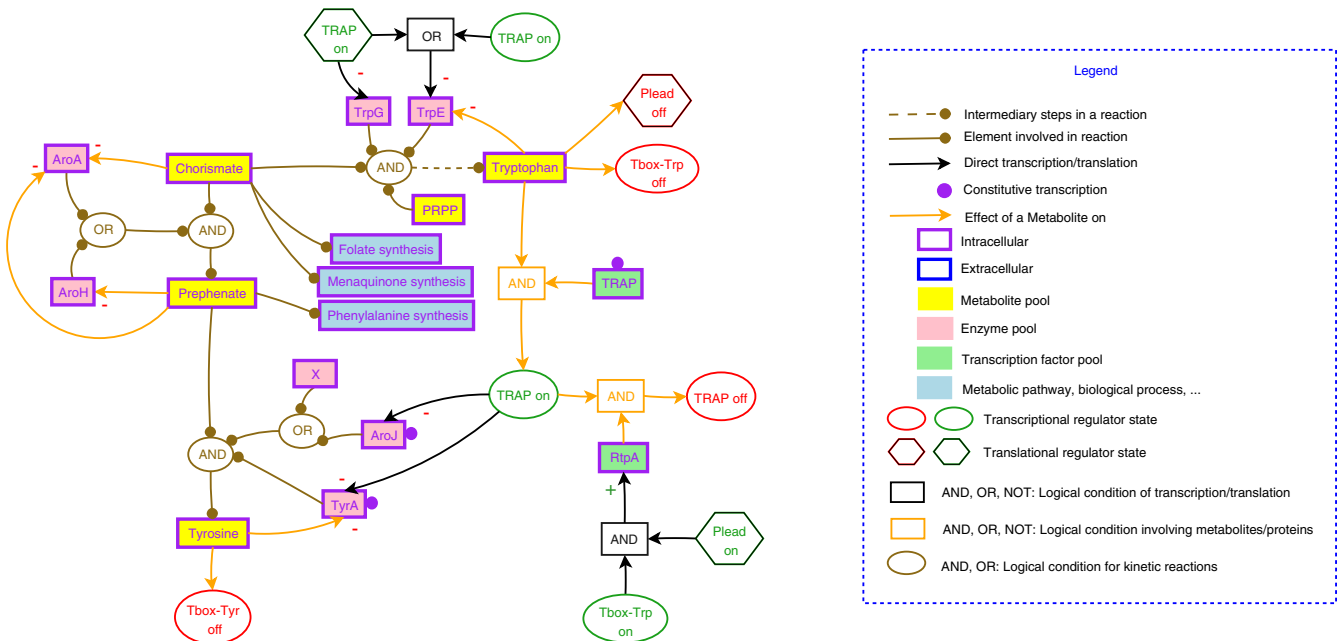 TRAP
on
OR
TRAP on
-
-
TrpG
TrpE
-
Plead
off
AroA
-
-
Chorismate
AND
Tryptophan
Tbox-Trp
off
PRPP
OR
AND
Folate synthesis
Menaquinone synthesis
AND
TRAP
AroH
-
Prephenate
Phenylalanine synthesis
X
TRAP on
AND
TRAP off
-
OR
AroJ
AND
RtpA
-
TyrA
-
+
Tyrosine
AND
Plead
on
Tbox-Tyr
off
Tbox-Trp
on
Legend
Intermediary steps in a reaction
Element involved in reaction
Direct transcription/translation
Constitutive transcription
Effect of a Metabolite on
Intracellular
Extracellular
Metabolite pool
Enzyme pool
Transcription factor pool
Metabolic pathway, biological process, ...
Transcriptional regulator state
Translational regulator state
AND, OR, NOT: Logical condition of transcription/translation
AND, OR, NOT: Logical condition involving metabolites/proteins
AND, OR: Logical condition for kinetic reactions